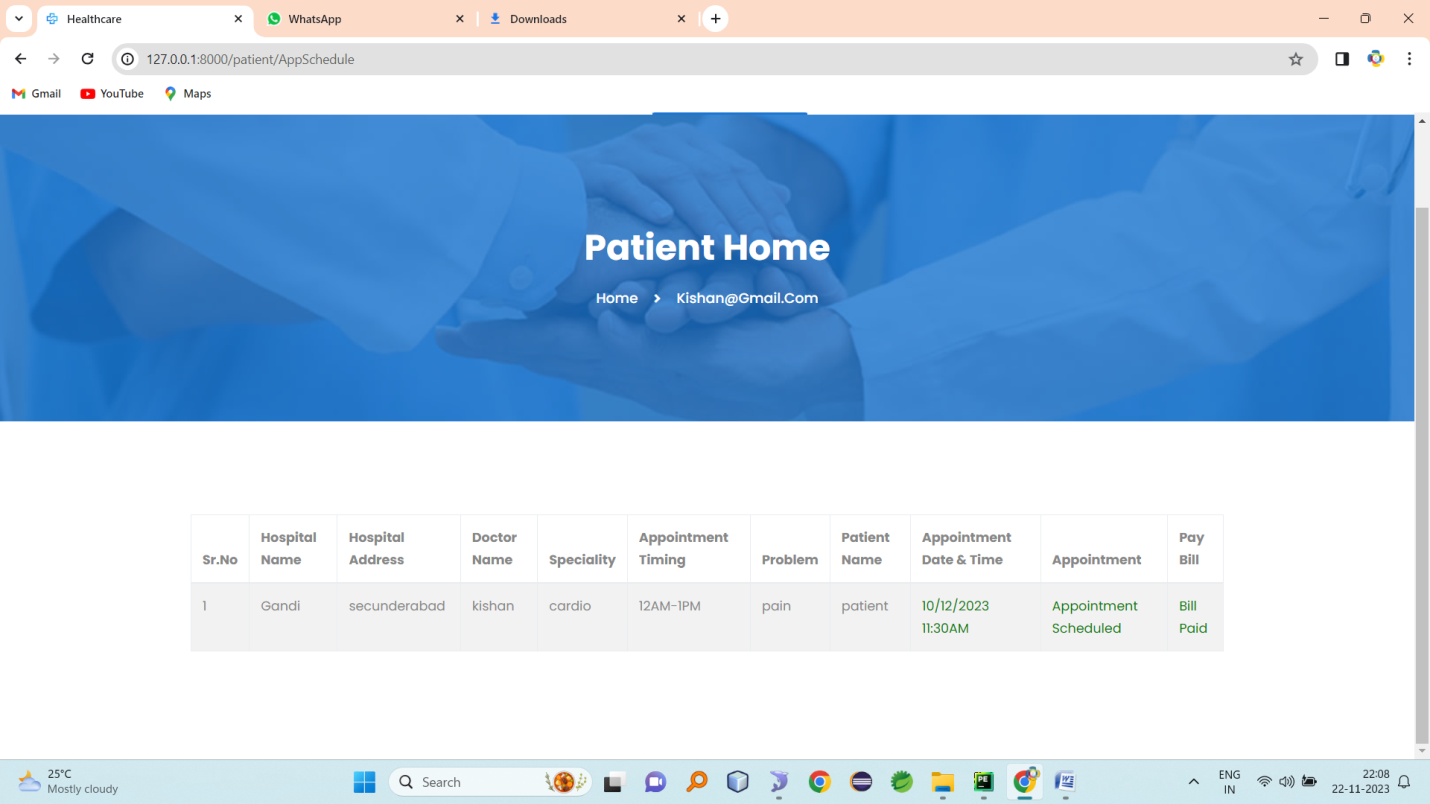 Healthcare
WhatsApp
Downloads
127.0.0.1:8000/patient/AppSchedule
Gmail
YouTube
Maps
Patient Home
Home > Kishan@Gmail.Com
Sr.No
Hospital
Name
Hospital
Address
Doctor
Name
Speciality
Appointment
Timing
Problem
Patient
Name
Appointment
Date & Time
Appointment
Pay
Bill
1
Gandi
secunderabad
kishan
cardio
12AM-1PM
pain
patient
10/12/2023
11:30AM
Appointment
Scheduled
Bill
Paid
25°C
Mostly cloudy
Search
PE
ENG
IN
22:08
22-11-2023